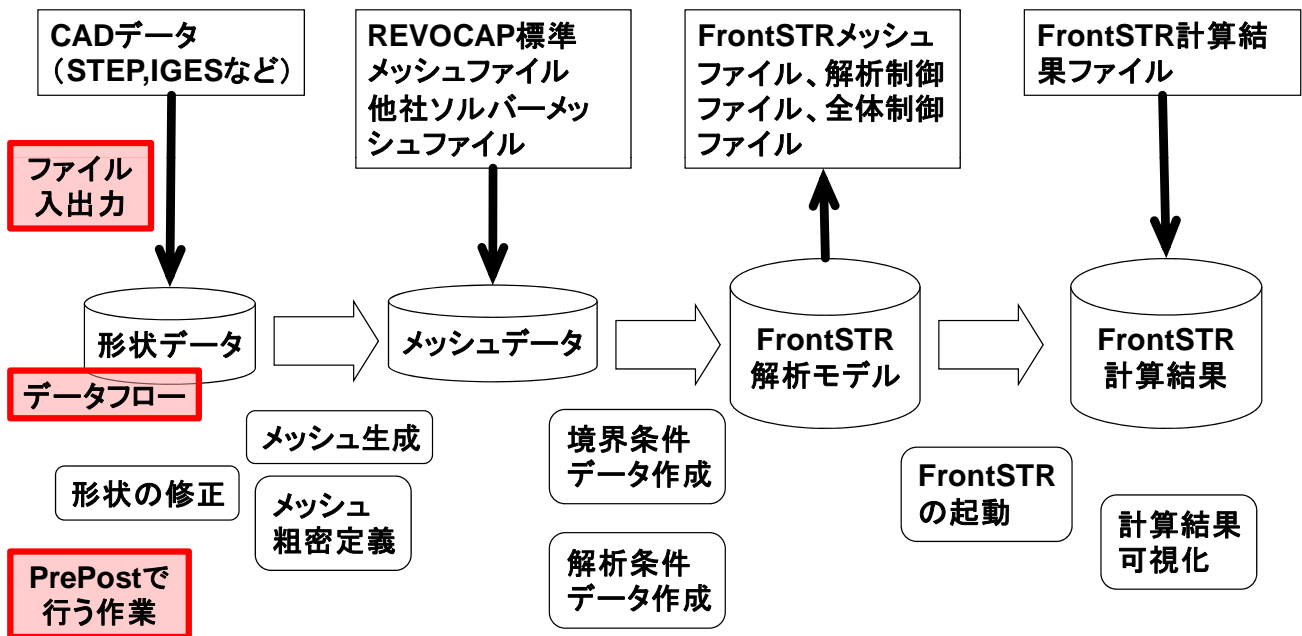 CADデータ
（STEP,IGESなど）
REVOCAP標準
メッシュファイル
他社ソルバーメッ
シュファイル
FrontSTRメッシュ
ファイル、解析制御
ファイル、全体制御
ファイル
FrontSTR計算結
果ファイル
ファイル
入出力
形状データ
メッシュデータ
FrontSTR
解析モデル
FrontSTR
計算結果
データフロー
メッシュ生成
境界条件
データ作成
FrontSTR
の起動
形状の修正
メッシュ
粗密定義
計算結果
可視化
解析条件
データ作成
PrePostで
行う作業